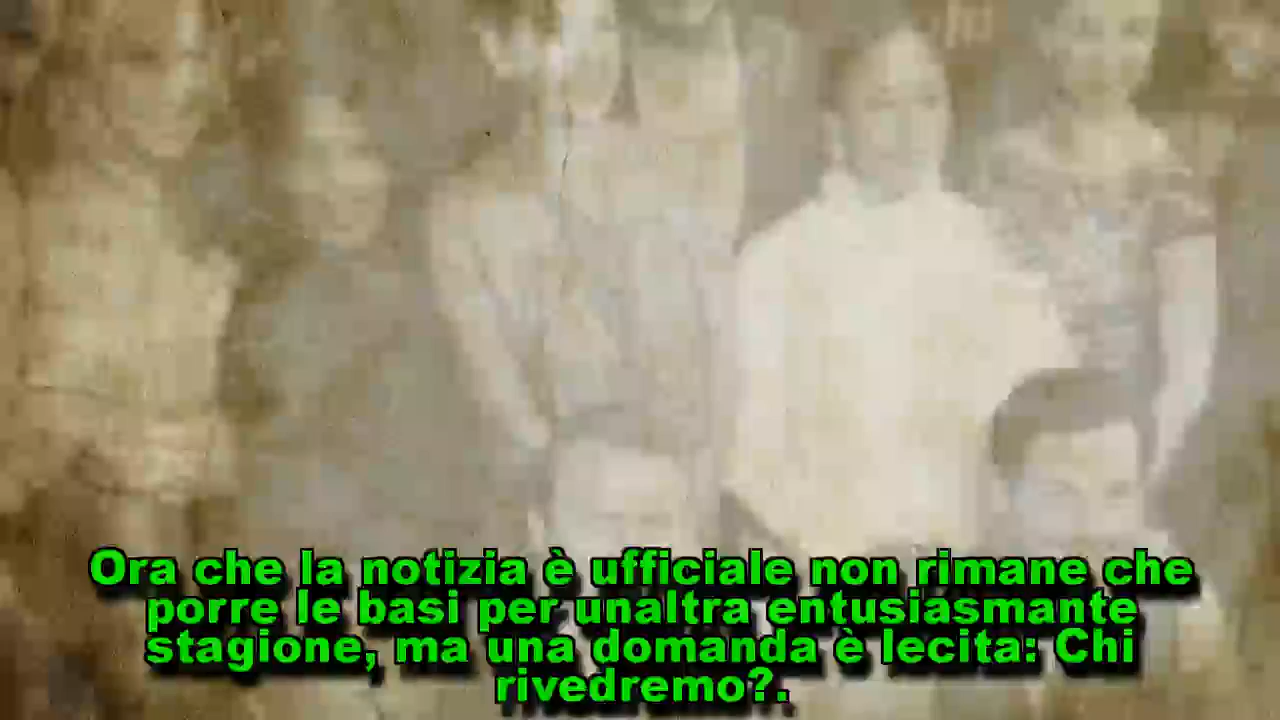 Ora che la notizia è ufficiale non rimane che
porre le basi per unaltra entusiasmante
stagione, ma una domanda è lecita: Chi
rivedremo?.